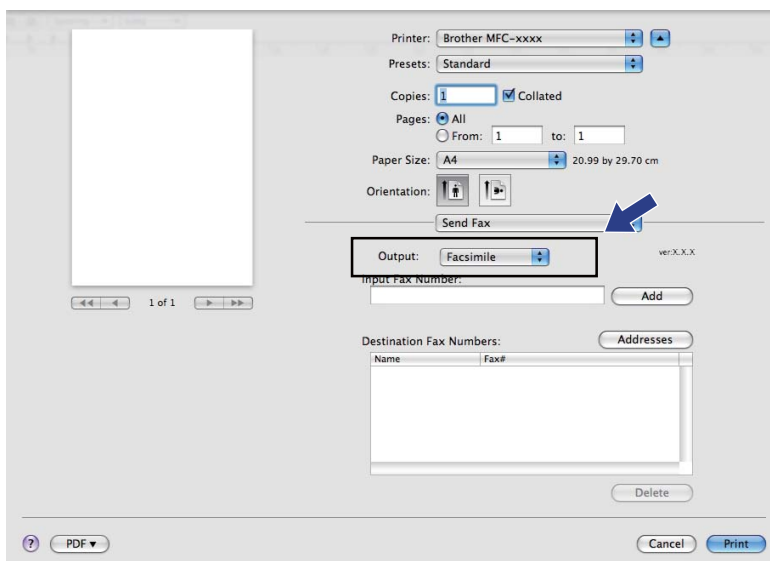 Printer: Brother MFC-xxxx
Presets: Standard
Copies: 1 Collated
Pages: All
From: 1 to: 1
Paper Size: A4 20.99 by 29.70 cm
Orientation:
Send Fax
Output: Facsimile ver:X.X.X
Input Fax Number:
Add
1 of 1
Destination Fax Numbers: Addresses
Name Fax#
Delete
? PDF▼ Cancel Print